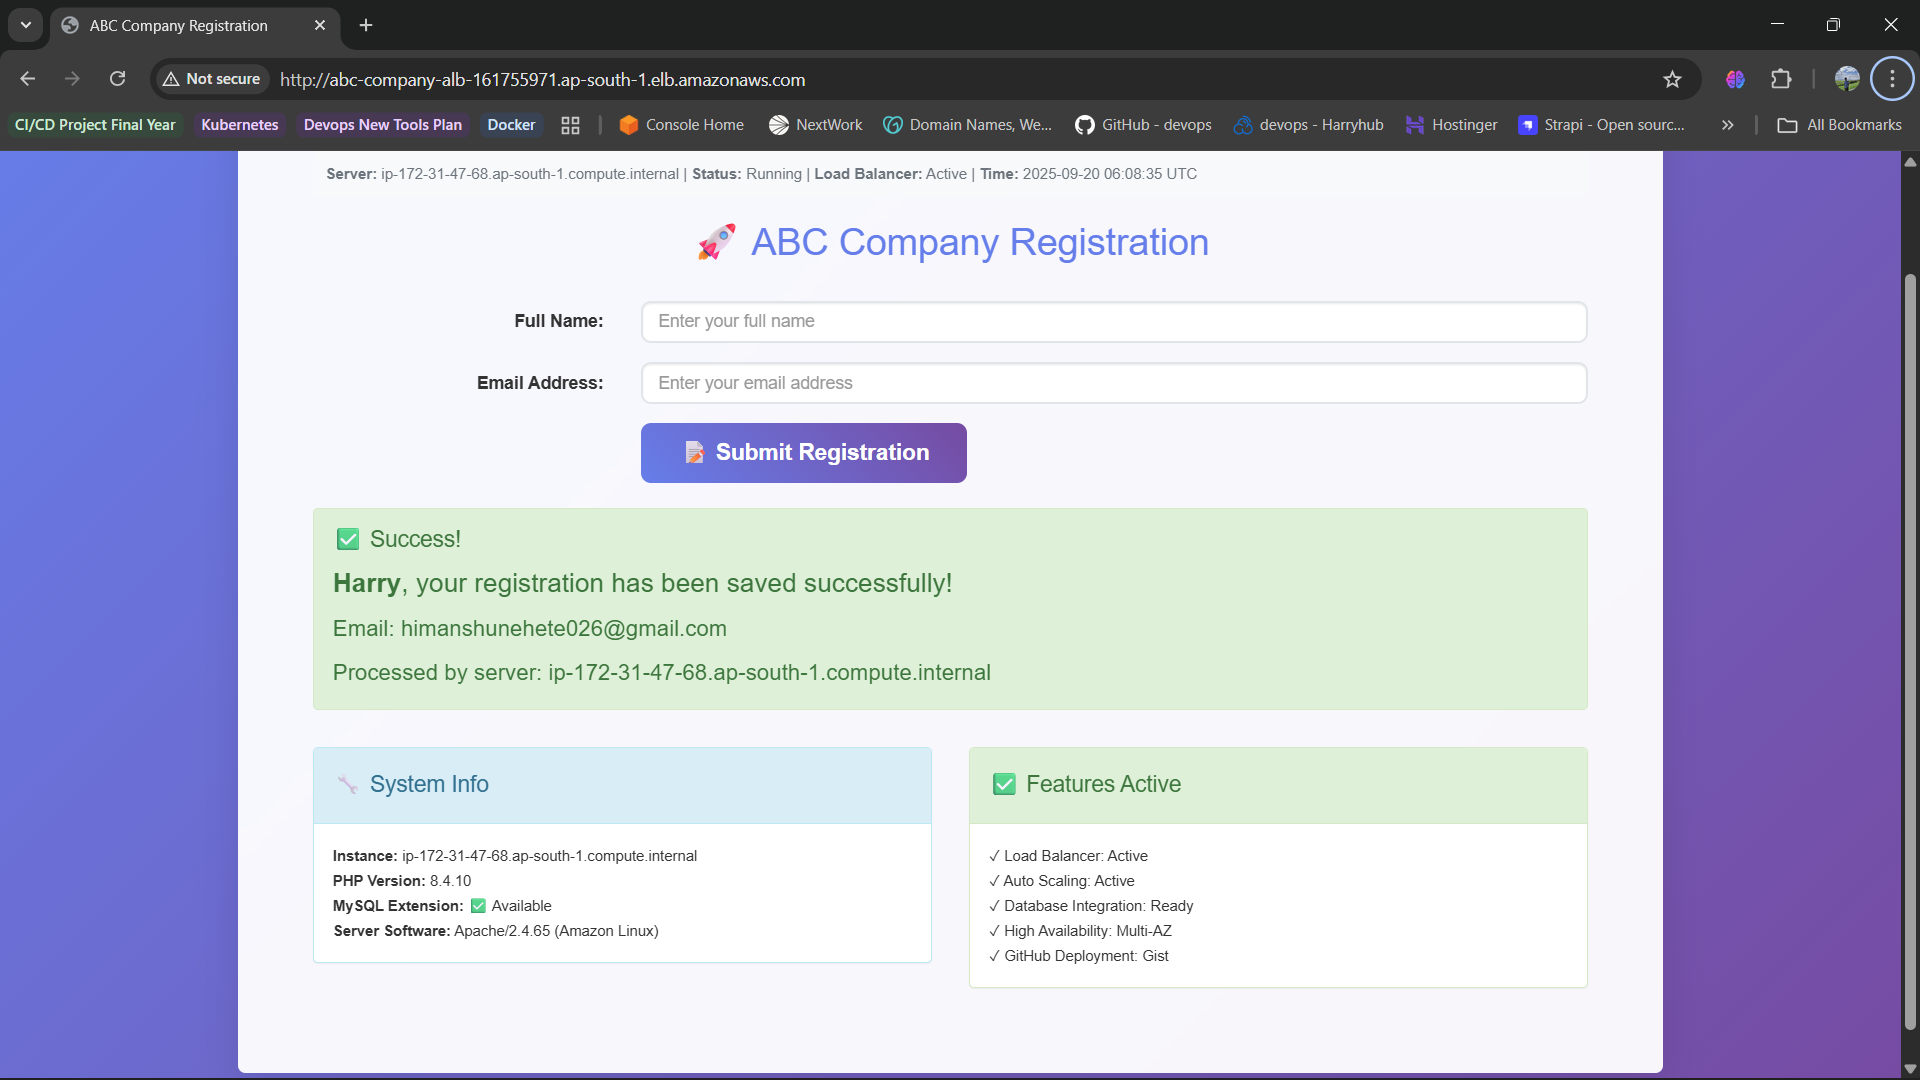 ABC Company Registration
Not secure
http://abc-company-alb-161755971.ap-south-1.elb.amazonaws.com
CI/CD Project Final Year
Kubernetes
Devops New Tools Plan
Docker
Console Home
NextWork
Domain Names, We...
GitHub - devops
devops - Harryhub
Hostinger
Strapi - Open sourc...
All Bookmarks
Server: ip-172-31-47-68.ap-south-1.compute.internal | Status: Running | Load Balancer: Active | Time: 2025-09-20 06:08:35 UTC
🚀 ABC Company Registration
Full Name:
Enter your full name
Email Address:
Enter your email address
📝 Submit Registration
✅ Success!
Harry, your registration has been saved successfully!
Email: himanshunehete026@gmail.com
Processed by server: ip-172-31-47-68.ap-south-1.compute.internal
🔧 System Info
Instance: ip-172-31-47-68.ap-south-1.compute.internal
PHP Version: 8.4.10
MySQL Extension: ✅ Available
Server Software: Apache/2.4.65 (Amazon Linux)
✅ Features Active
✓ Load Balancer: Active
✓ Auto Scaling: Active
✓ Database Integration: Ready
✓ High Availability: Multi-AZ
✓ GitHub Deployment: Gist